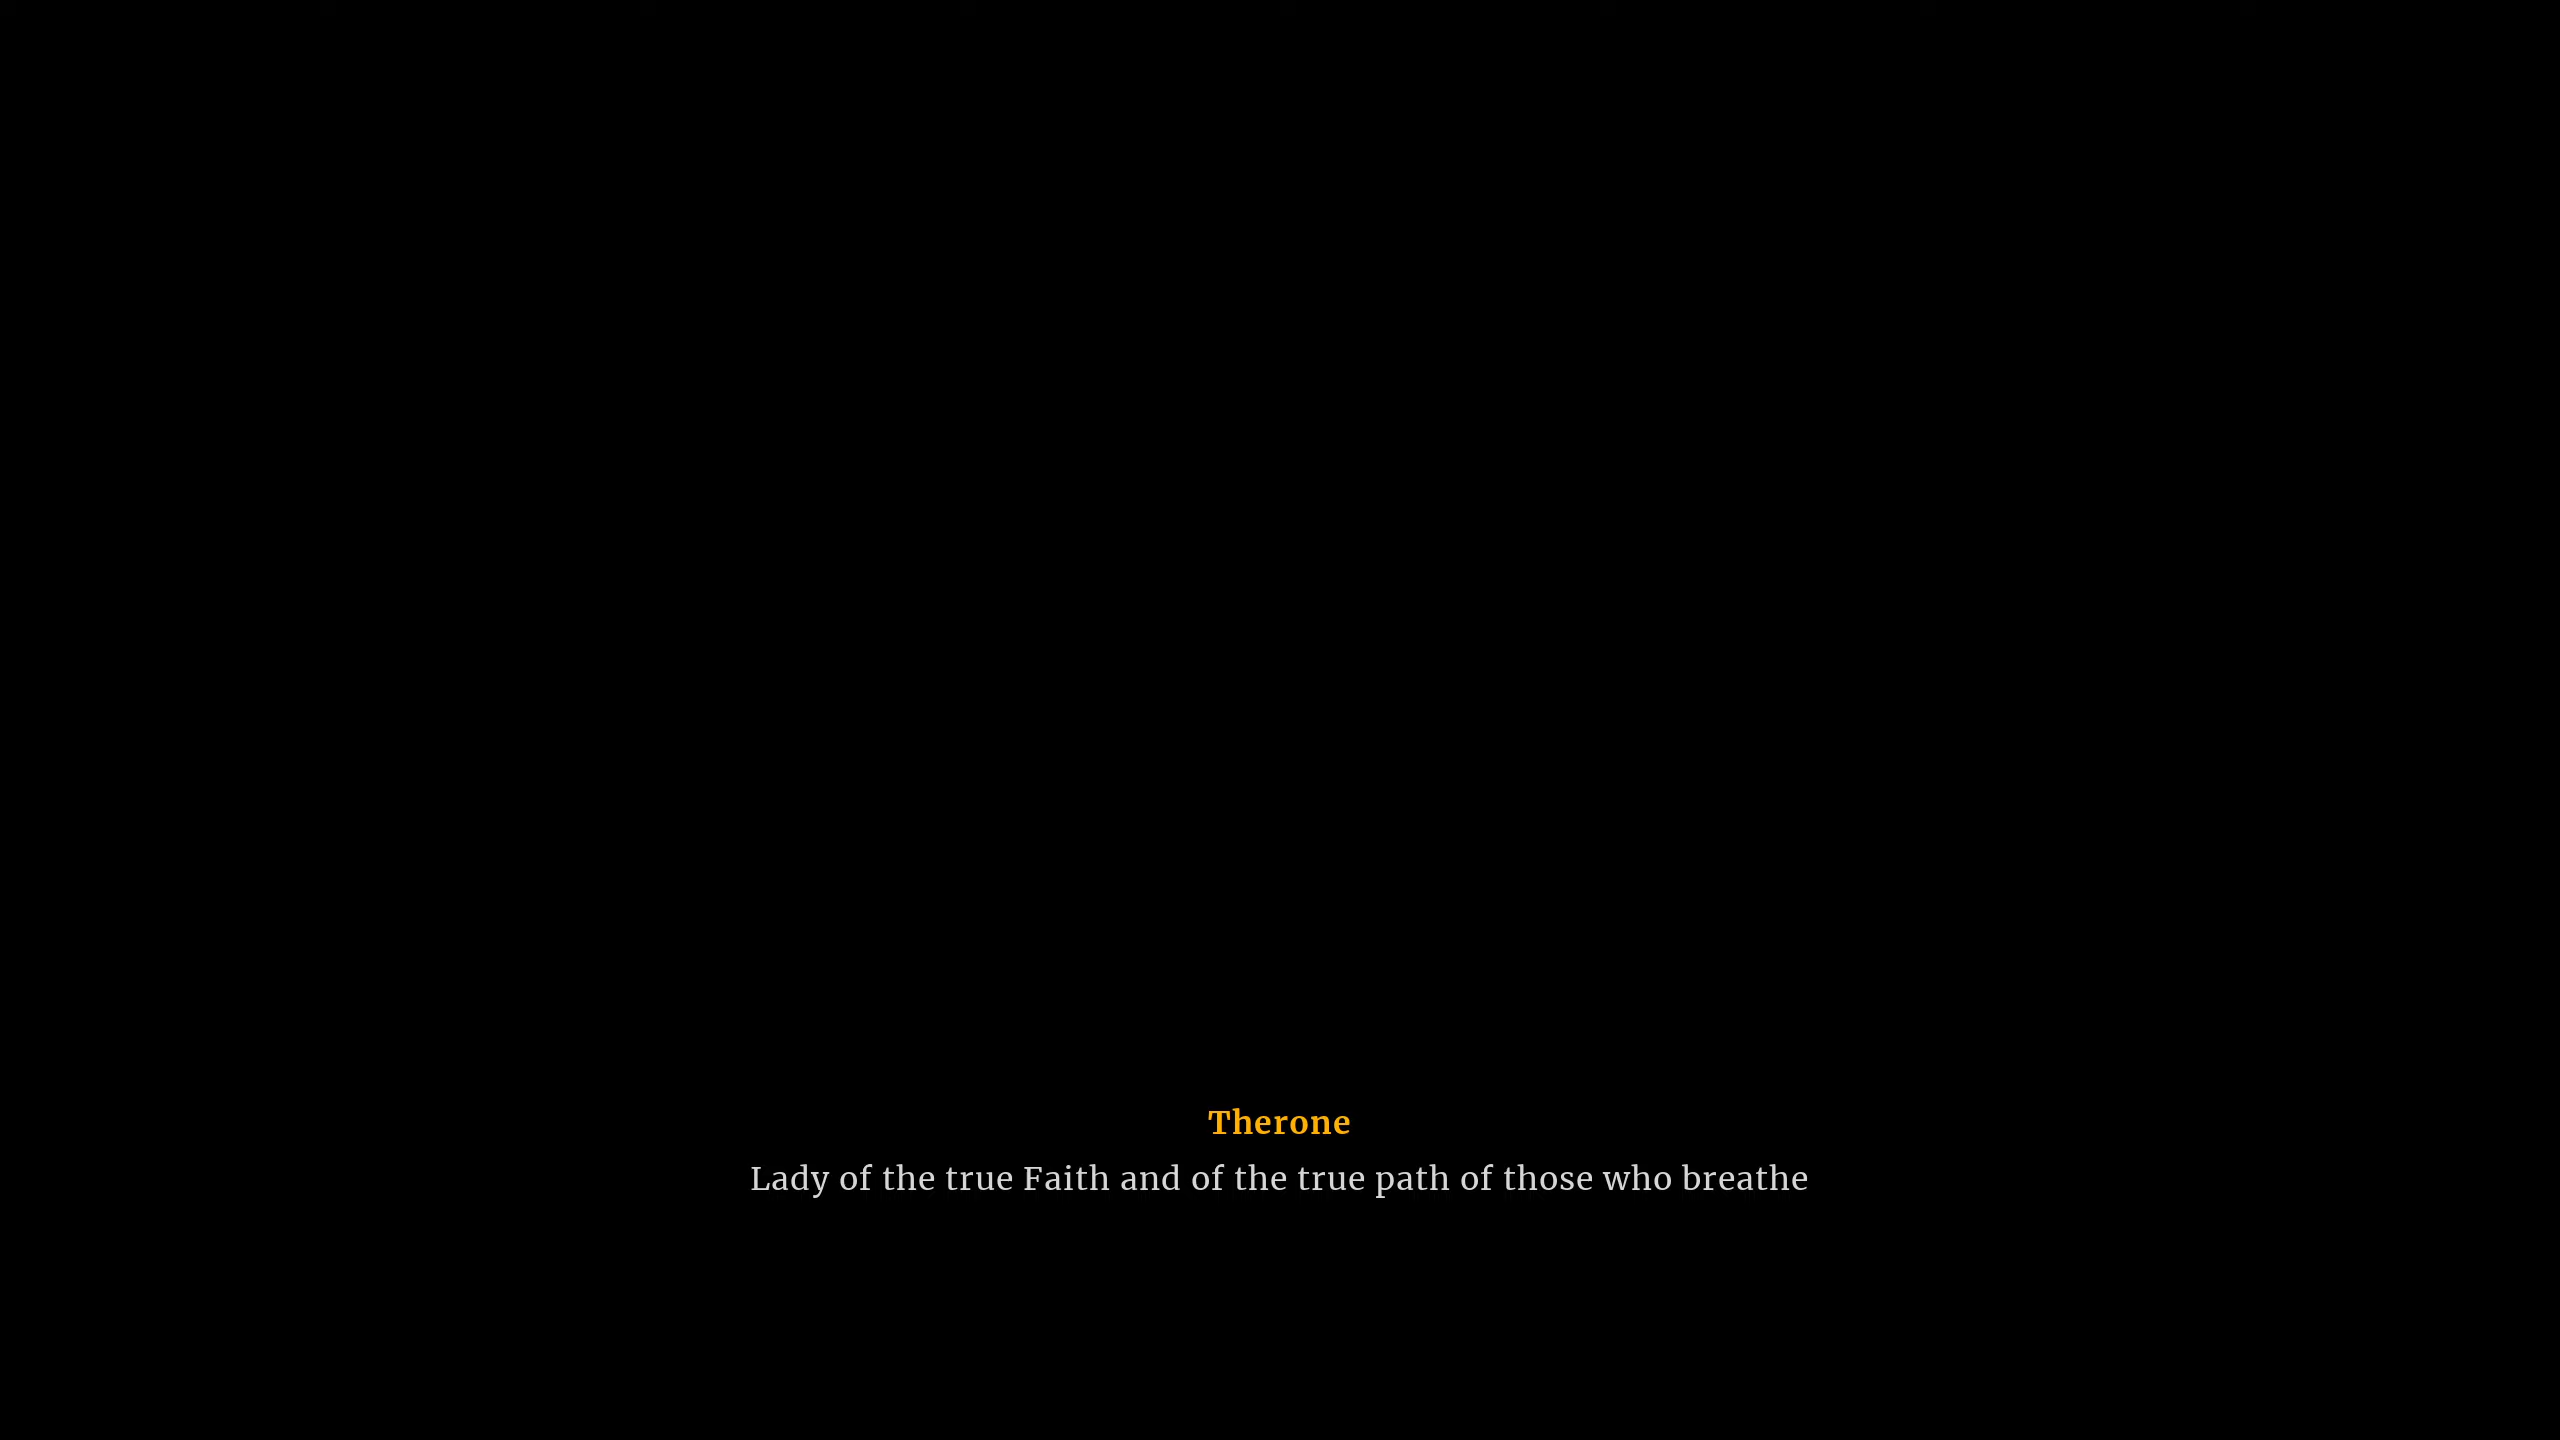 Therone
Lady of the true Faith and of the true path of those who breathe